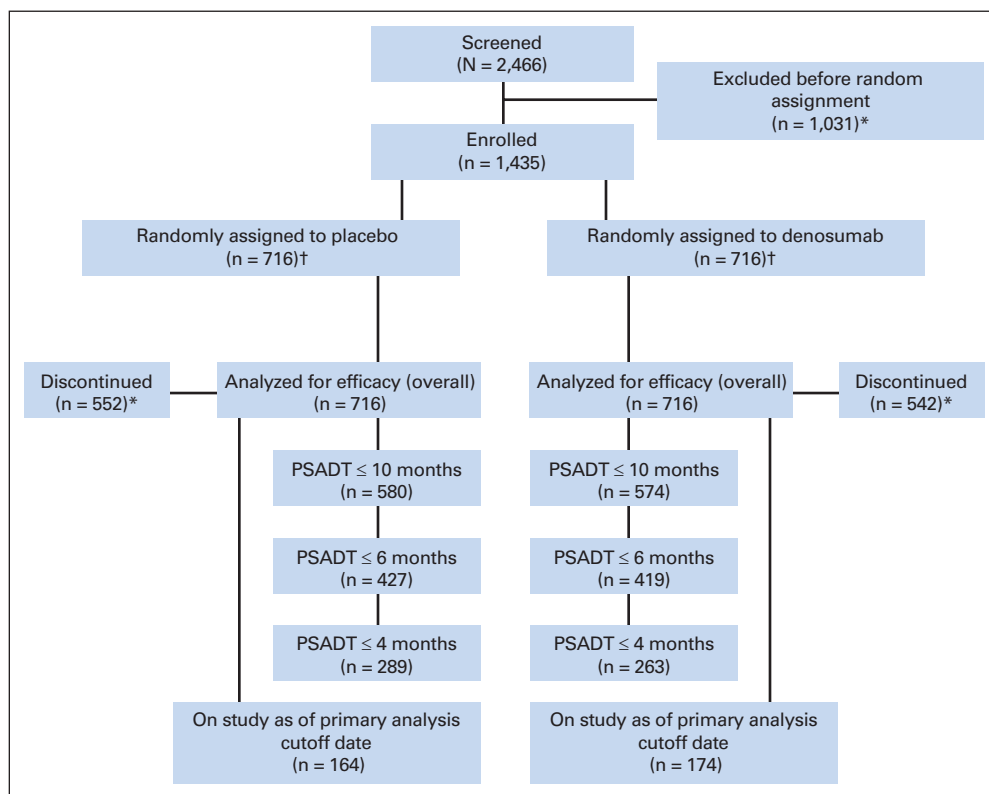 Screened
(N = 2,466)
Excluded before random
assignment
(n = 1,031)*
Enrolled
(n = 1,435)
Randomly assigned to placebo
(n = 716)†
Randomly assigned to denosumab
(n = 716)†
Discontinued
(n = 552)*
Analyzed for efficacy (overall)
(n = 716)
Analyzed for efficacy (overall)
(n = 716)
Discontinued
(n = 542)*
PSADT ≤ 10 months
(n = 580)
PSADT ≤ 10 months
(n = 574)
PSADT ≤ 6 months
(n = 427)
PSADT ≤ 6 months
(n = 419)
PSADT ≤ 4 months
(n = 289)
PSADT ≤ 4 months
(n = 263)
On study as of primary analysis
cutoff date
(n = 164)
On study as of primary analysis
cutoff date
(n = 174)